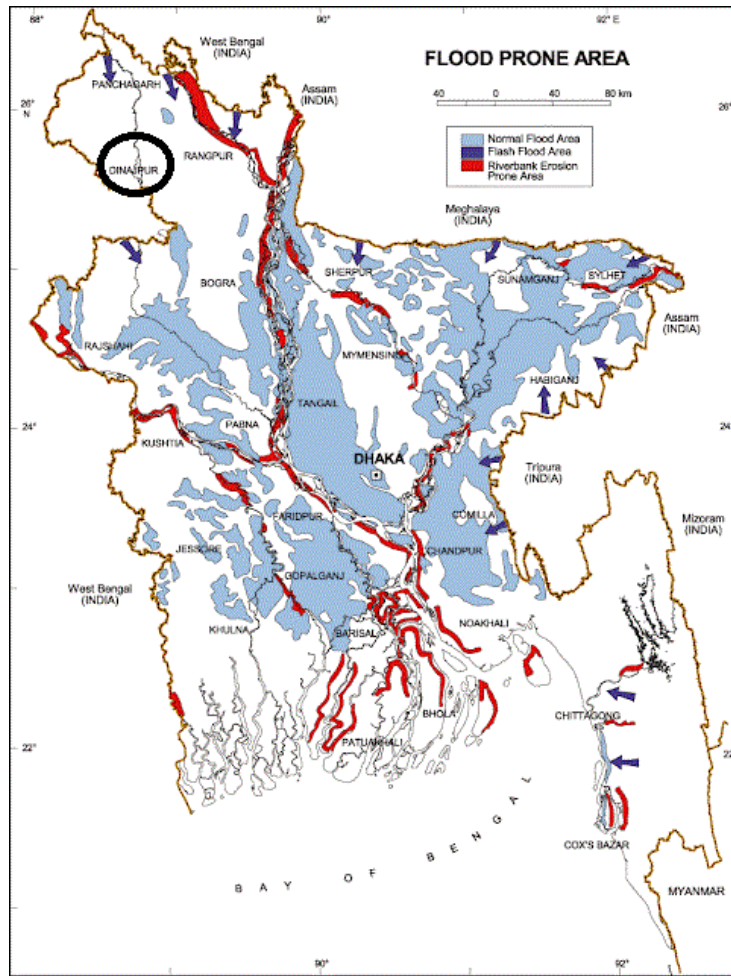 88°
90
92 E
West Bengal
(INDIA)
FLOOD PRONE AREA
PANCHAGARH
Assam
(INDIA)
26°
N
26°
40
0
40
80 km
Normal Flood Area
Flash Flood Area
Riverbank Erosion
Prone Area
RANGPUR
DINAJPUR
Meghalaya
(INDIA)
SHERPUR
SUNAMGANJ
SYLHET
BOGRA
Assam
(INDIA)
RAJSHAHI
MYMENSINGH
HABIGANJ
TANGAIL
PABNA
24°
24°
KUSHTIA
DHAKA
Tripura
(INDIA)
FARIDPUR
COMILLA
Mizoram
(INDIA)
JESSORE
CHANDPUR
GOPALGANJ
West Bengal
(INDIA)
KHULNA
BARISAL
NOAKHALI
BHOLA
CHITTAGONG
PATUAKHALI
22°
22
COX'S BAZAR
BAY OF BENGAL
MYANMAR
90°
92°